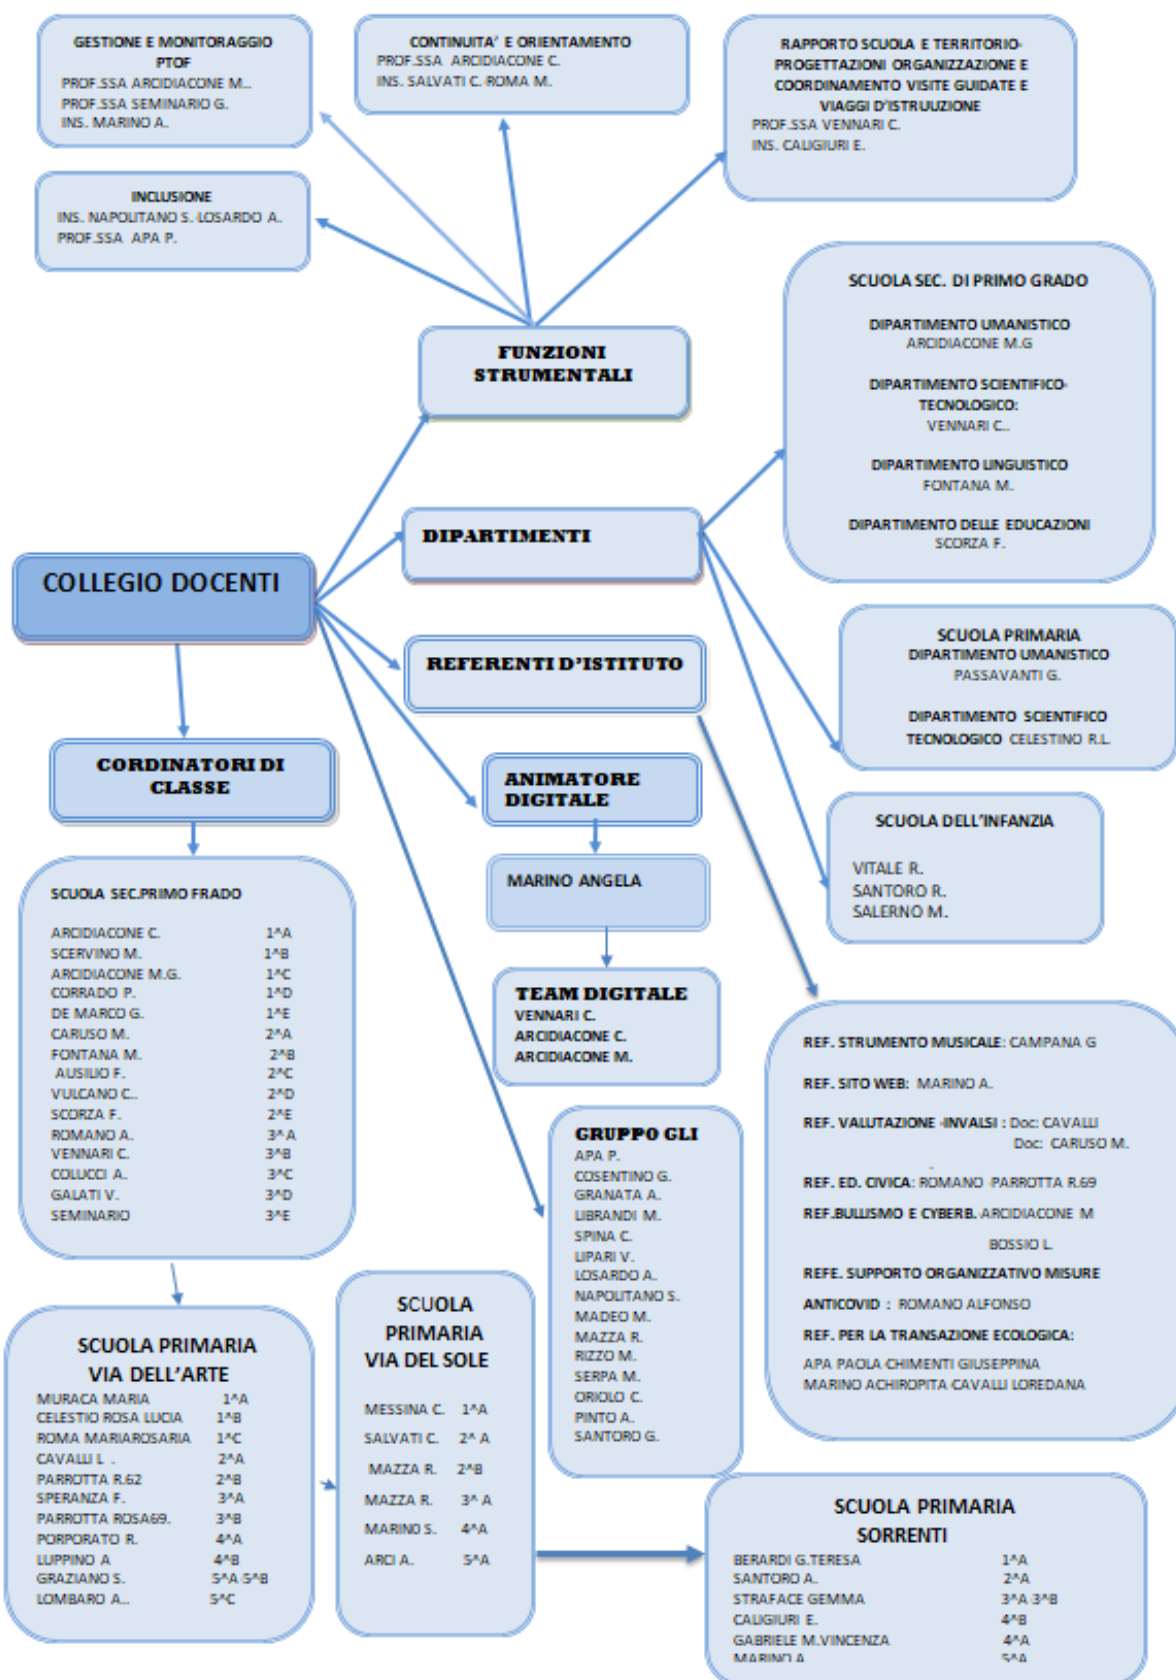 GESTIONE E MONITORAGGIO
PTOF
PROF.SSA ARCIDIACONE M..
PROF.SSA SEMINARIO G.
INS. MARINO A.
CONTINUITA' E ORIENTAMENTO
PROF.SSA ARCIDIACONE C.
INS. SALVATI C.-ROMA M.
RAPPORTO SCUOLA E TERRITORIO-
PROGETTAZIONI ORGANIZZAZIONE E
COORDINAMENTO VISITE GUIDATE E
VIAGGI D'ISTRUUZIONE
PROF.SSA VENNARI C.
INS. CALIGIURI E.
INCLUSIONE
INS. NAPOLITANO S. LOSARDO A.
PROF.SSA APA P.
FUNZIONI
STRUMENTALI
SCUOLA SEC. DI PRIMO GRADO
DIPARTIMENTO UMANISTICO
ARCIDIACONE M.G
DIPARTIMENTO SCIENTIFICO-
TECNOLOGICO:
VENNARI C..
DIPARTIMENTO LINGUISTICO
FONTANA M.
DIPARTIMENTO DELLE EDUCAZIONI
SCORZA F.
DIPARTIMENTI
COLLEGIO DOCENTI
REFERENTI D'ISTITUTO
SCUOLA PRIMARIA
DIPARTIMENTO UMANISTICO
PASSAVANTI G.
DIPARTIMENTO SCIENTIFICO
TECNOLOGICO CELESTINO R.L.
CORDINATORI DI
CLASSE
ANIMATORE
DIGITALE
MARINO ANGELA
SCUOLA DELL'INFANZIA
VITALE R.
SANTORO R.
SALERNO M.
SCUOLA SEC.PRIMO FRADO
ARCIDIACONE C. 1^A
SCERVINO M. 1^B
ARCIDIACONE M.G. 1^C
CORRADO P. 1^D
DE MARCO G. 1^E
CARUSO M. 2^A
FONTANA M. 2^B
AUSILIO F. 2^C
VULCANO C.. 2^D
SCORZA F. 2^E
ROMANO A. 3^A
VENNARI C. 3^B
COLUCCI A. 3^C
GALATI V. 3^D
SEMINARIO 3^E
TEAM DIGITALE
VENNARI C.
ARCIDIACONE C.
ARCIDIACONE M.
GRUPPO GLI
APA P.
COSENTINO G.
GRANATA A.
LIBRANDI M.
SPINA C.
LIPARI V.
LOSARDO A.
NAPOLITANO S.
MADEO M.
MAZZA R.
RIZZO M.
SERPA M.
ORIOLO C.
PINTO A.
SANTORO G.
REF. STRUMENTO MUSICALE: CAMPANA G
REF. SITO WEB: MARINO A.
REF. VALUTAZIONE -INVALSI : Doc: CAVALLI
Doc: CARUSO M.
REF. ED. CIVICA: ROMANO -PARROTTA R.69
REF.BULLISMO E CYBERB. ARCIDIACONE M
BOSSIO L.
REFE. SUPPORTO ORGANIZZATIVO MISURE
ANTICOVID : ROMANO ALFONSO
REF. PER LA TRANSAZIONE ECOLOGICA:
APA PAOLA-CHIMENTI GIUSEPPINA
MARINO ACHIROPITA-CAVALLI LOREDANA
SCUOLA PRIMARIA
VIA DELL'ARTE
MURACA MARIA 1^A
CELESTIO ROSA LUCIA 1^B
ROMA MARIAROSARIA 1^C
CAVALLI L . 2^A
PARROTTA R.62 2^B
SPERANZA F. 3^A
PARROTTA ROSA69. 3^B
PORPORATO R. 4^A
LUPPINO A 4^B
GRAZIANO S. 5^A-5^B
LOMBARO A.. 5^C
SCUOLA
PRIMARIA
VIA DEL SOLE
MESSINA C. 1^A
SALVATI C. 2^ A
MAZZA R. 2^B
MAZZA R. 3^ A
MARINO S. 4^A
ARCI A. 5^A
SCUOLA PRIMARIA
SORRENTI
BERARDI G.TERESA 1^A
SANTORO A. 2^A
STRAFACE GEMMA 3^A-3^B
CALIGIURI E. 4^B
GABRIELE M.VINCENZA 4^A
MARINO A 5^A